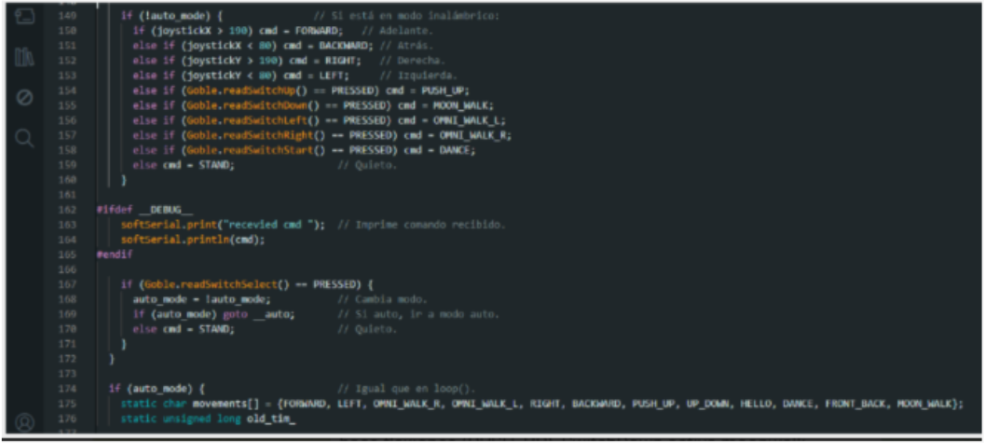 149 if (!auto_mode) { // Si está en modo inalámbrico:
150 if (joystickX > 190) cmd = FORWARD; // Adelante.
151 else if (joystickX < 80) cmd = BACKWARD; // Atrás.
152 else if (joystickY > 190) cmd = RIGHT; // Derecha.
153 else if (joystickY < 80) cmd = LEFT; // Izquierda.
154 else if (Goble.readSwitchUp() == PRESSED) cmd = PUSH_UP;
155 else if (Goble.readSwitchDown() == PRESSED) cmd = MOON_WALK;
156 else if (Goble.readSwitchLeft() == PRESSED) cmd = OMNI_WALK_L;
157 else if (Goble.readSwitchRight() == PRESSED) cmd = OMNI_WALK_R;
158 else if (Goble.readSwitchStart() == PRESSED) cmd = DANCE;
159 else cmd = STAND; // Quieto.
160 }
161
162 #ifdef __DEBUG__
163 softSerial.print("recevied cmd "); // Imprime comando recibido.
164 softSerial.println(cmd);
165 #endif
166
167 if (Goble.readSwitchSelect() == PRESSED) {
168 auto_mode = !auto_mode; // Cambia modo.
169 if (auto_mode) goto __auto; // Si auto, ir a modo auto.
170 else cmd = STAND; // Quieto.
171 }
172 }
173
174 if (auto_mode) { // Igual que en loop().
175 static char movements[] = {FORWARD, LEFT, OMNI_WALK_R, OMNI_WALK_L, RIGHT, BACKWARD, PUSH_UP, UP_DOWN, HELLO, DANCE, FRONT_BACK, MOON_WALK};
176 static unsigned long old_tim_